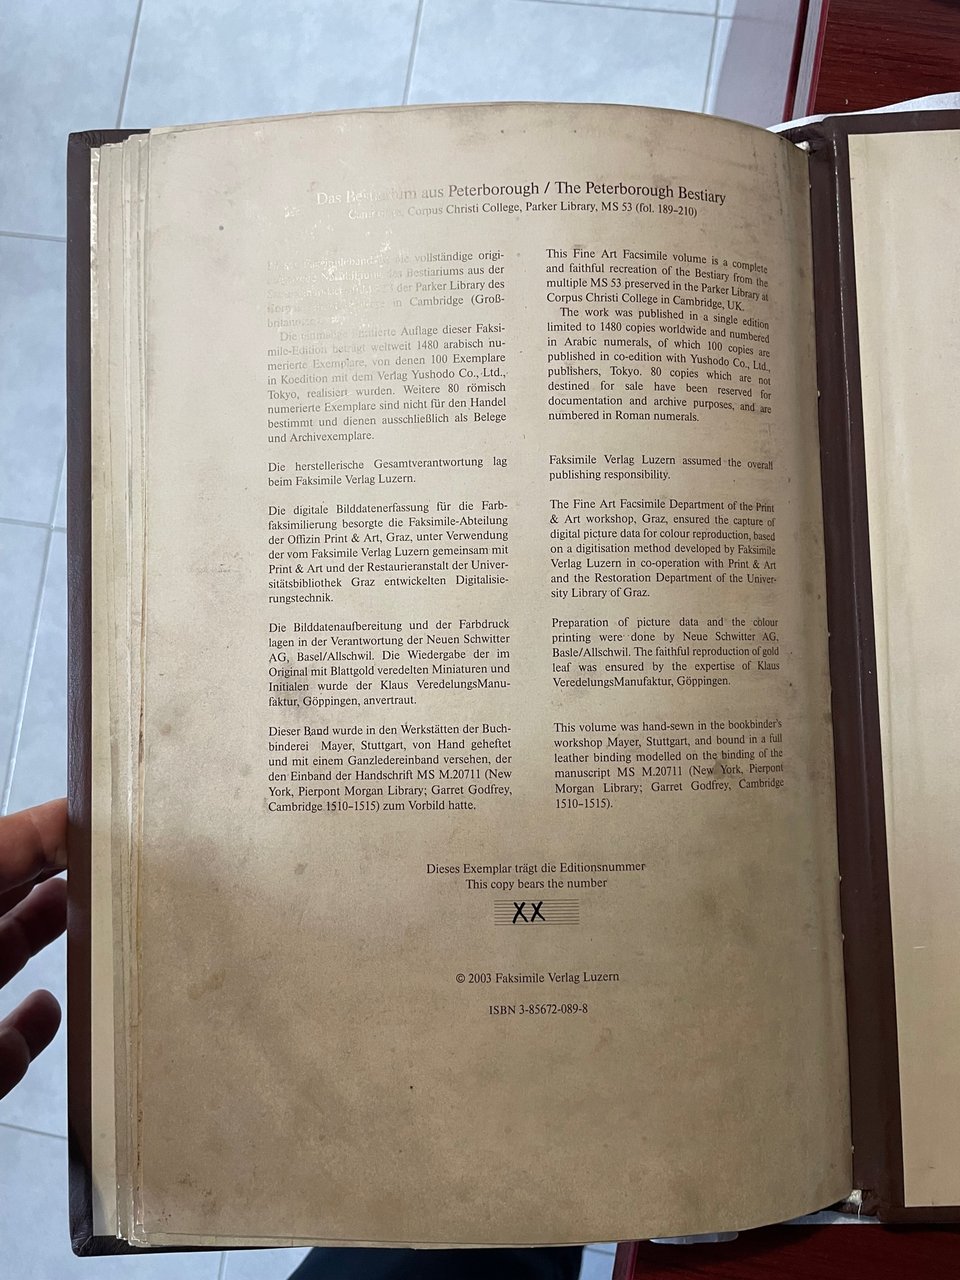 Das Bestiarium aus Peterborough / The Peterborough Bestiary
Cambridge, Corpus Christi College, Parker Library, MS 53 (fol. 189–210)
die vollständige origi-
des Bestiariums aus der
der Parker Library des
in Cambridge (Groß-
britannien).
Die einmalige limitierte Auflage dieser Faksi-
mile-Edition beträgt weltweit 1480 arabisch nu-
merierte Exemplare, von denen 100 Exemplare
in Koedition mit dem Verlag Yushodo Co., Ltd.,
Tokyo, realisiert wurden. Weitere 80 römisch
numerierte Exemplare sind nicht für den Handel
bestimmt und dienen ausschließlich als Belege
und Archivexemplare.
Die herstellerische Gesamtverantwortung lag
beim Faksimile Verlag Luzern.
Die digitale Bilddatenerfassung für die Farb-
faksimilierung besorgte die Faksimile-Abteilung
der Offizin Print & Art, Graz, unter Verwendung
der vom Faksimile Verlag Luzern gemeinsam mit
Print & Art und der Restaurieranstalt der Univer-
sitätsbibliothek Graz entwickelten Digitalisie-
rungstechnik.
Die Bilddatenaufbereitung und der Farbdruck
lagen in der Verantwortung der Neuen Schwitter
AG, Basel/Allschwil. Die Wiedergabe der im
Original mit Blattgold veredelten Miniaturen und
Initialen wurde der Klaus VeredelungsManu-
faktur, Göppingen, anvertraut.
Dieser Band wurde in den Werkstätten der Buch-
binderei Mayer, Stuttgart, von Hand geheftet
und mit einem Ganzledereinband versehen, der
den Einband der Handschrift MS M.20711 (New
York, Pierpont Morgan Library; Garret Godfrey,
Cambridge 1510–1515) zum Vorbild hatte.
This Fine Art Facsimile volume is a complete
and faithful recreation of the Bestiary from the
multiple MS 53 preserved in the Parker Library at
Corpus Christi College in Cambridge, UK.
The work was published in a single edition
limited to 1480 copies worldwide and numbered
in Arabic numerals, of which 100 copies are
published in co-edition with Yushodo Co., Ltd.,
publishers, Tokyo. 80 copies which are not
destined for sale have been reserved for
documentation and archive purposes, and are
numbered in Roman numerals.
Faksimile Verlag Luzern assumed the overall
publishing responsibility.
The Fine Art Facsimile Department of the Print
& Art workshop, Graz, ensured the capture of
digital picture data for colour reproduction, based
on a digitisation method developed by Faksimile
Verlag Luzern in co-operation with Print & Art
and the Restoration Department of the Univer-
sity Library of Graz.
Preparation of picture data and the colour
printing were done by Neue Schwitter AG,
Basle/Allschwil. The faithful reproduction of gold
leaf was ensured by the expertise of Klaus
VeredelungsManufaktur, Göppingen.
This volume was hand-sewn in the bookbinder's
workshop Mayer, Stuttgart, and bound in a full
leather binding modelled on the binding of the
manuscript MS M.20711 (New York, Pierpont
Morgan Library; Garret Godfrey, Cambridge
1510–1515).
Dieses Exemplar trägt die Editionsnummer
This copy bears the number
XX
© 2003 Faksimile Verlag Luzern
ISBN 3-85672-089-8